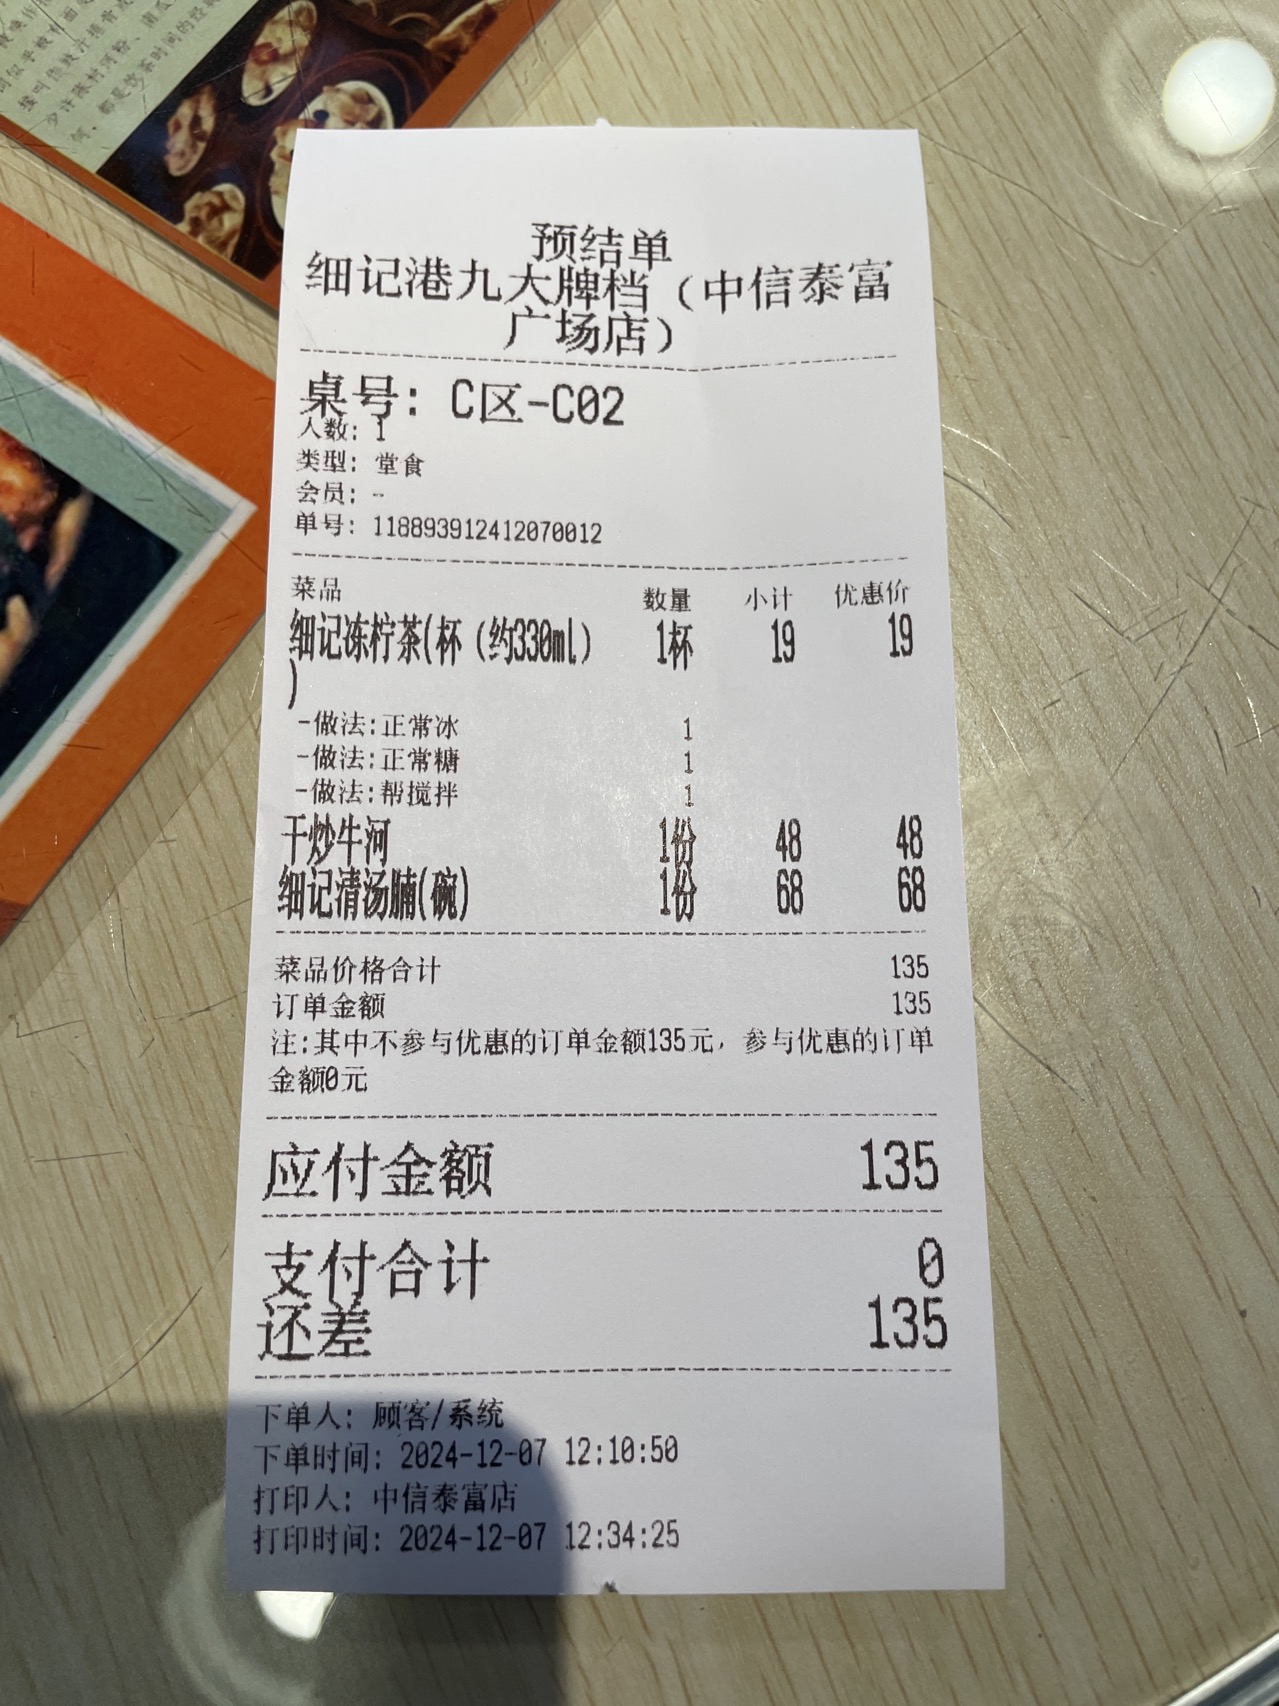 预结单
细记港九大牌档（中信泰富
广场店）
桌号: C区-C02
人数: 1
类型: 堂食
会员: -
单号: 118893912412070012
菜品 数量 小计 优惠价
细记冻柠茶(杯（约330ml） 1杯 19 19
)
-做法:正常冰 1
-做法:正常糖 1
-做法:帮搅拌 1
干炒牛河 1份 48 48
细记清汤腩(碗) 1份 68 68
菜品价格合计 135
订单金额 135
注:其中不参与优惠的订单金额135元，参与优惠的订单
金额0元
应付金额 135
支付合计 0
还差 135
下单人: 顾客/系统
下单时间: 2024-12-07 12:10:50
打印人: 中信泰富店
打印时间: 2024-12-07 12:34:25